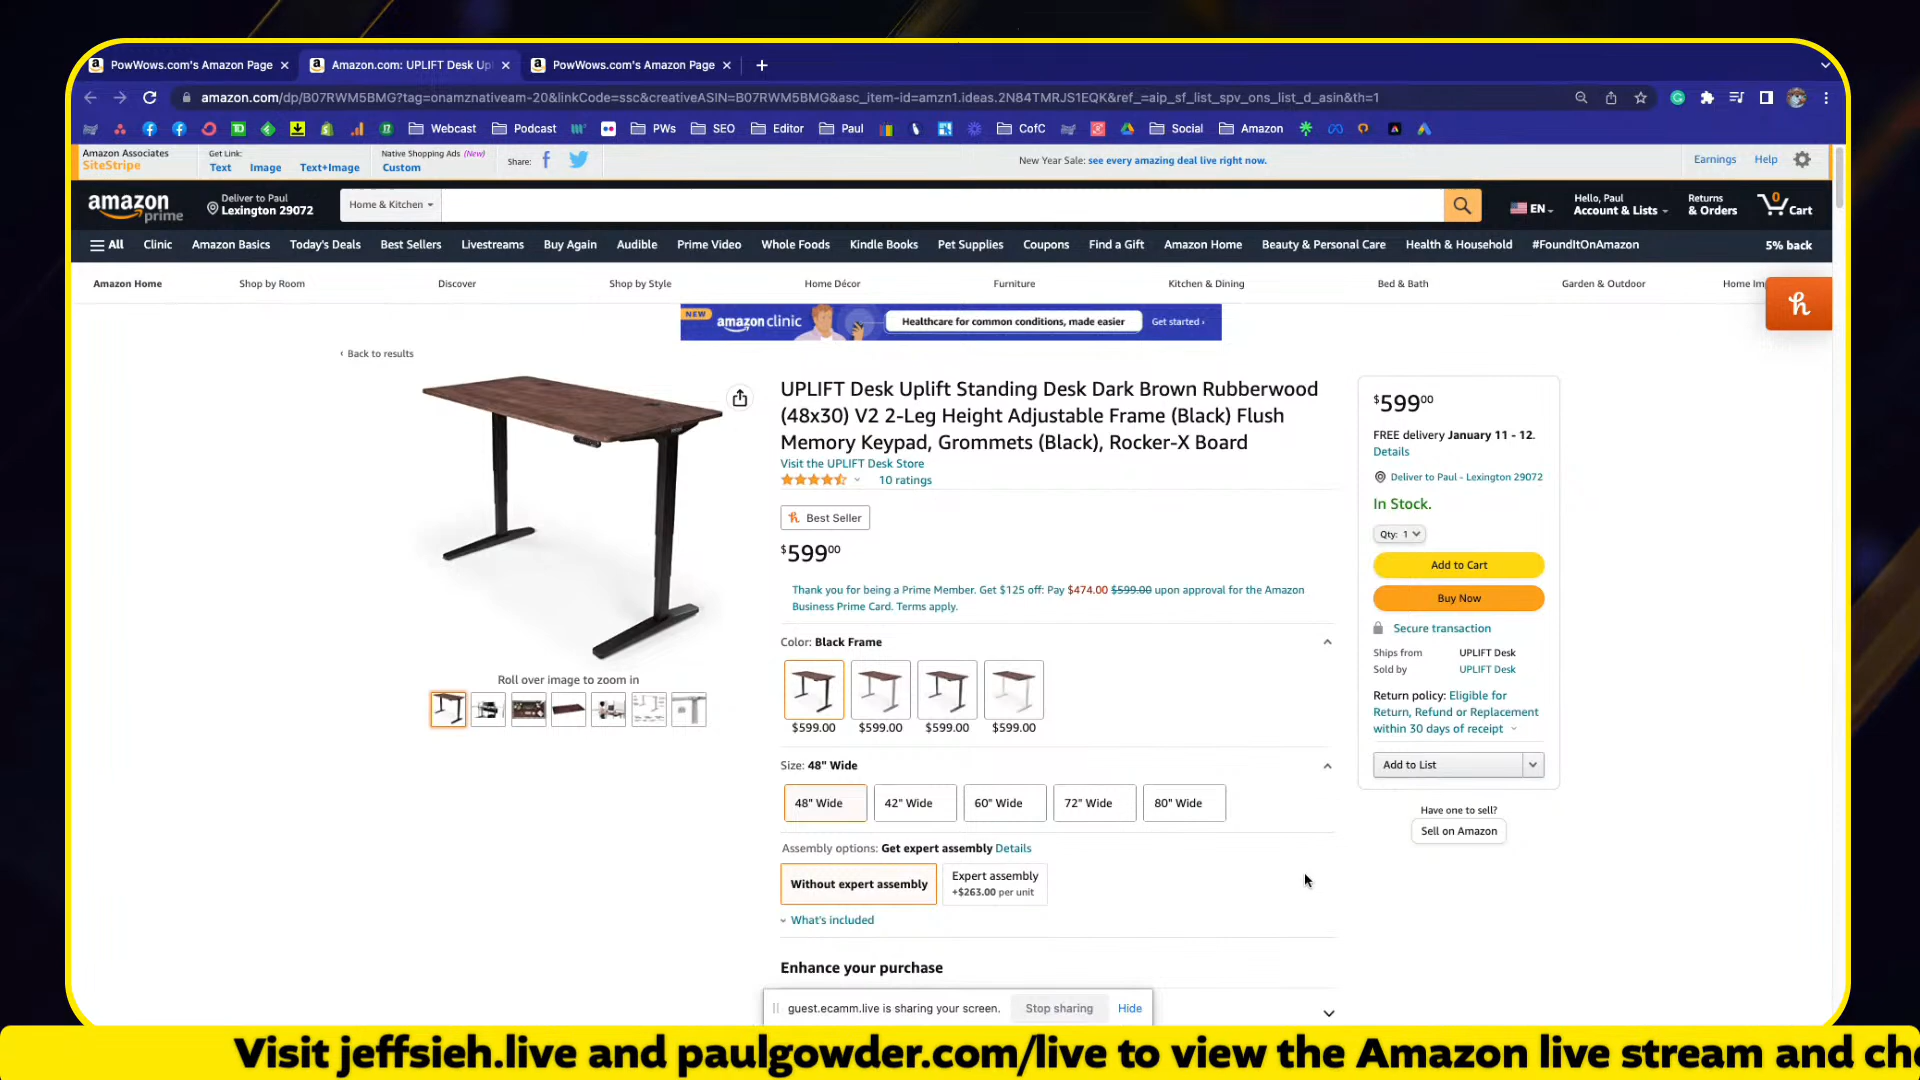 PowWows.com's Amazon Page
Amazon.com: UPLIFT Desk Upl
PowWows.com's Amazon Page
amazon.com/dp/B07RWM5BMG?tag=onamznativeam-20&linkCode=ssc&creativeASIN=B07RWM5BMG&asc_item-id=amzn1.ideas.2N84TMRJS1EQK&ref_=aip_sf_list_spv_ons_list_d_asin&th=1
Webcast
Podcast
PWs
SEO
Editor
Paul
CofC
Social
Amazon
Amazon Associates
SiteStripe
Get Link:
Text Image Text+Image
Native Shopping Ads (New)
Custom
Share:
New Year Sale: see every amazing deal live right now.
Earnings
Help
amazon prime
Deliver to Paul
Lexington 29072
Home & Kitchen
EN
Hello, Paul
Account & Lists
Returns
& Orders
0
Cart
All Clinic Amazon Basics Today's Deals Best Sellers Livestreams Buy Again Audible Prime Video Whole Foods Kindle Books Pet Supplies Coupons Find a Gift Amazon Home Beauty & Personal Care Health & Household #FoundItOnAmazon
5% back
Amazon Home Shop by Room Discover Shop by Style Home Décor Furniture Kitchen & Dining Bed & Bath Garden & Outdoor Home Im
NEW
amazon clinic
Healthcare for common conditions, made easier
Get started ›
‹ Back to results
Roll over image to zoom in
UPLIFT Desk Uplift Standing Desk Dark Brown Rubberwood
(48x30) V2 2-Leg Height Adjustable Frame (Black) Flush
Memory Keypad, Grommets (Black), Rocker-X Board
Visit the UPLIFT Desk Store
10 ratings
Best Seller
$599.00
Thank you for being a Prime Member. Get $125 off: Pay $474.00 $599.00 upon approval for the Amazon
Business Prime Card. Terms apply.
Color: Black Frame
$599.00 $599.00 $599.00 $599.00
Size: 48" Wide
48" Wide 42" Wide 60" Wide 72" Wide 80" Wide
Assembly options: Get expert assembly Details
Without expert assembly
Expert assembly
+$263.00 per unit
What's included
Enhance your purchase
$599.00
FREE delivery January 11 - 12.
Details
Deliver to Paul - Lexington 29072
In Stock.
Qty: 1
Add to Cart
Buy Now
Secure transaction
Ships from UPLIFT Desk
Sold by UPLIFT Desk
Return policy: Eligible for
Return, Refund or Replacement
within 30 days of receipt
Add to List
Have one to sell?
Sell on Amazon
guest.ecamm.live is sharing your screen.
Stop sharing
Hide
Visit jeffsieh.live and paulgowder.com/live to view the Amazon live stream and che